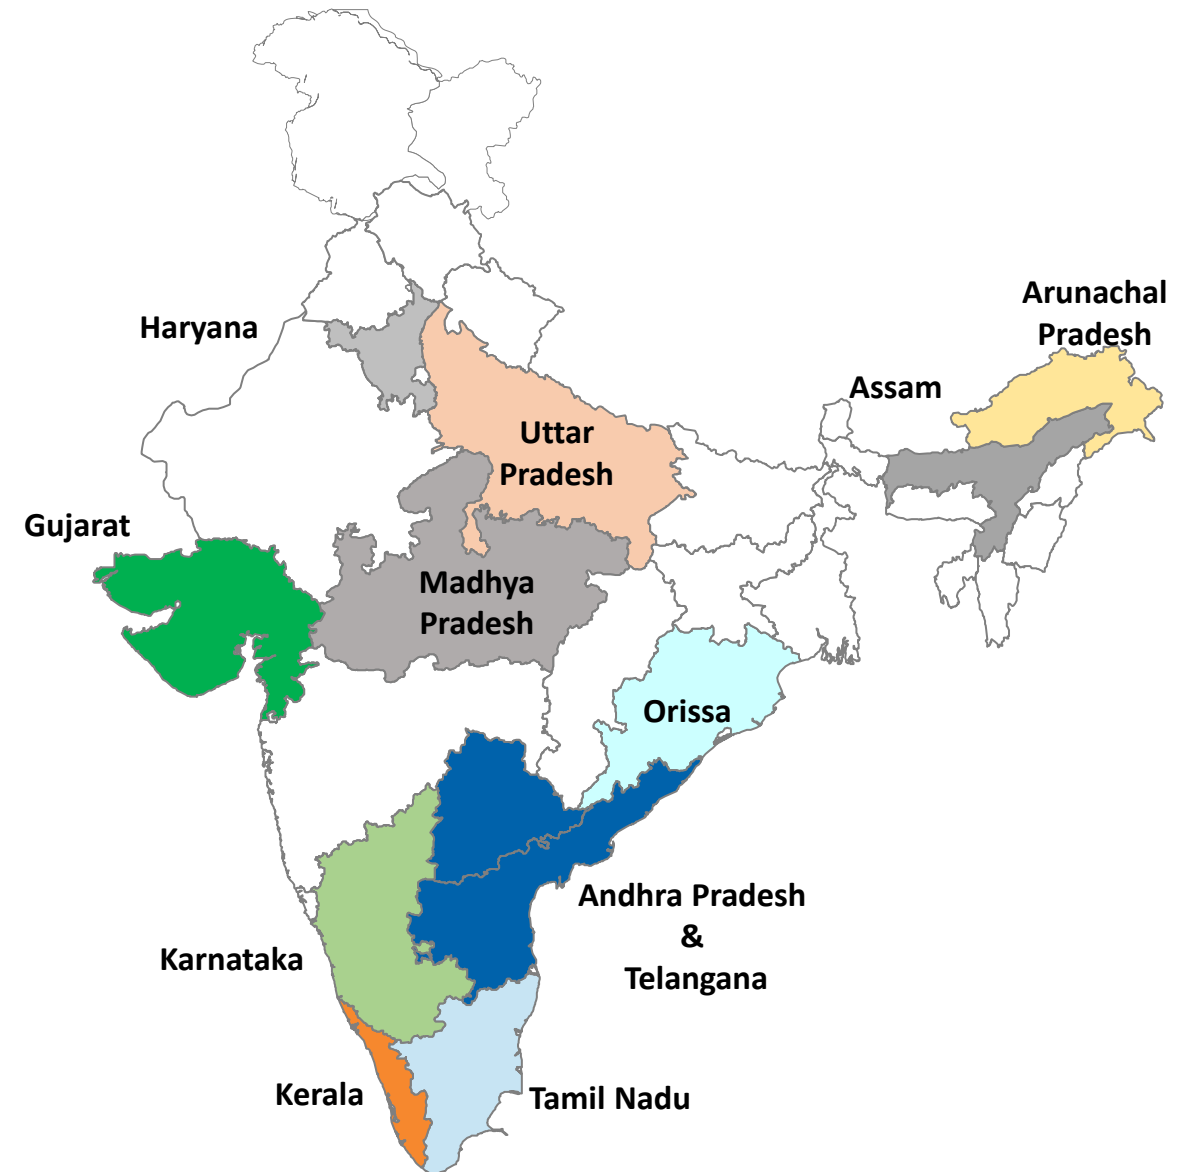 Arunachal
Pradesh
Haryana
Assam
Uttar
Pradesh
Gujarat
Madhya
Pradesh
Orissa
Andhra Pradesh
&
Telangana
Karnataka
Kerala
Tamil Nadu